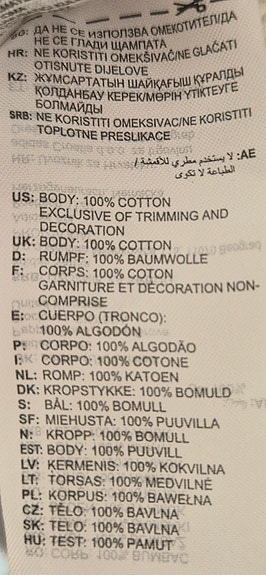 BG: ДА НЕ СЕ ИЗПОЛЗВА ОМЕКОТИТЕЛ/ДА
НЕ СЕ ГЛАДИ ЩАМПАТА
HR: NE KORISTITI OMEKŠIVAČ/NE GLAČATI
OTISNUTE DIJELOVE
KZ: ЖҰМСАРТАТЫН ШАЙҚАҒЫШ ҚҰРАЛДЫ
ҚОЛДАНБАУ КЕРЕК/МӨРІН ҮТІКТЕУГЕ
БОЛМАЙДЫ
SRB: NE KORISTITI OMEKSIVAC/NE KORISTITI
TOPLOTNE PRESLIKACE
AE: لا يستخدم مطري للأقمشة /
الطباعة لا تكوى
US: BODY: 100% COTTON
EXCLUSIVE OF TRIMMING AND
DECORATION
UK: BODY: 100% COTTON
D: RUMPF: 100% BAUMWOLLE
F: CORPS: 100% COTON
GARNITURE ET DÉCORATION NON-
COMPRISE
E: CUERPO (TRONCO):
100% ALGODÓN
P: CORPO: 100% ALGODÃO
I: CORPO: 100% COTONE
NL: ROMP: 100% KATOEN
DK: KROPSTYKKE: 100% BOMULD
S: BÅL: 100% BOMULL
SF: MIEHUSTA: 100% PUUVILLA
N: KROPP: 100% BOMULL
EST: BODY: 100% PUUVILL
LV: KERMENIS: 100% KOKVILNA
LT: TORSAS: 100% MEDVILNĖ
PL: KORPUS: 100% BAWEŁNA
CZ: TĚLO: 100% BAVLNA
SK: TELO: 100% BAVLNA
HU: TEST: 100% PAMUT